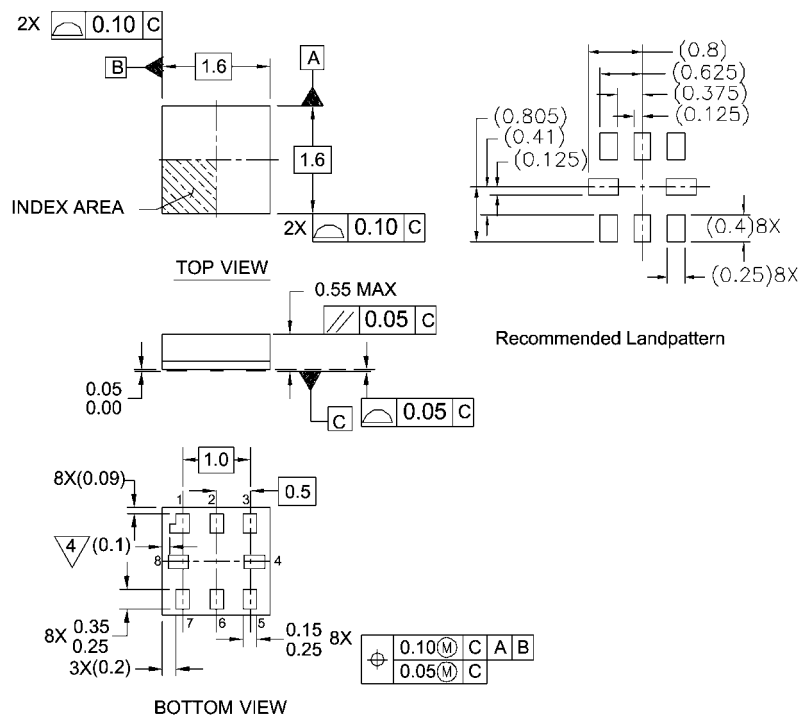 2X ⌓ 0.10 C
B
1.6
A
1.6
INDEX AREA
2X ⌓ 0.10 C
TOP VIEW
(0.8)
(0.625)
(0.375)
(0.125)
(0.805)
(0.41)
(0.125)
(0.4)8X
(0.25)8X
Recommended Landpattern
0.55 MAX
// 0.05 C
0.05
0.00
C
⌓ 0.05 C
1.0
8X(0.09)
1 2 3
0.5
4 (0.1)
8 4
7 6 5
8X 0.35
0.25
0.15 8X
0.25
3X(0.2)
⌖ 0.10Ⓜ C A B
0.05Ⓜ C
BOTTOM VIEW